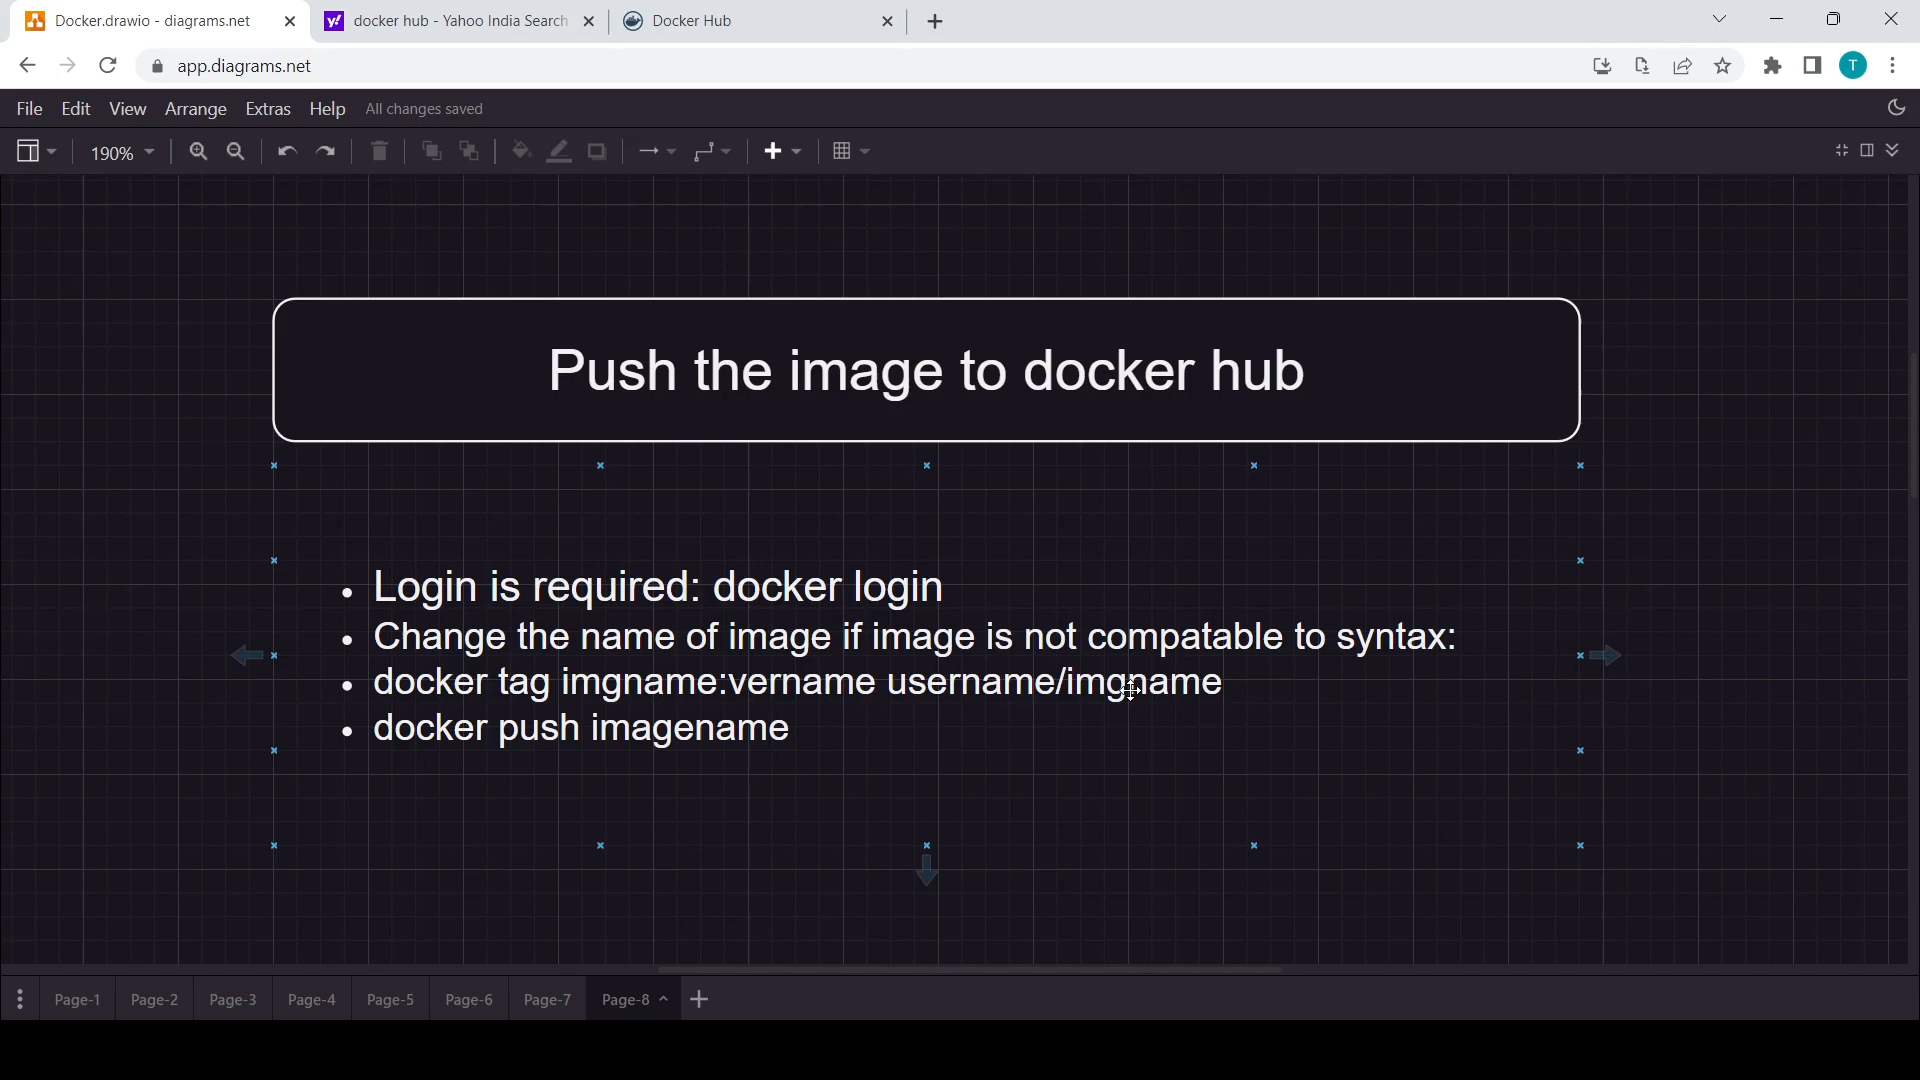 Docker.drawio - diagrams.net
docker hub - Yahoo India Search
Docker Hub
app.diagrams.net
T
File Edit View Arrange Extras Help All changes saved
190%
Push the image to docker hub
• Login is required: docker login
• Change the name of image if image is not compatable to syntax:
• docker tag imgname:vername username/imgname
• docker push imagename
Page-1 Page-2 Page-3 Page-4 Page-5 Page-6 Page-7 Page-8